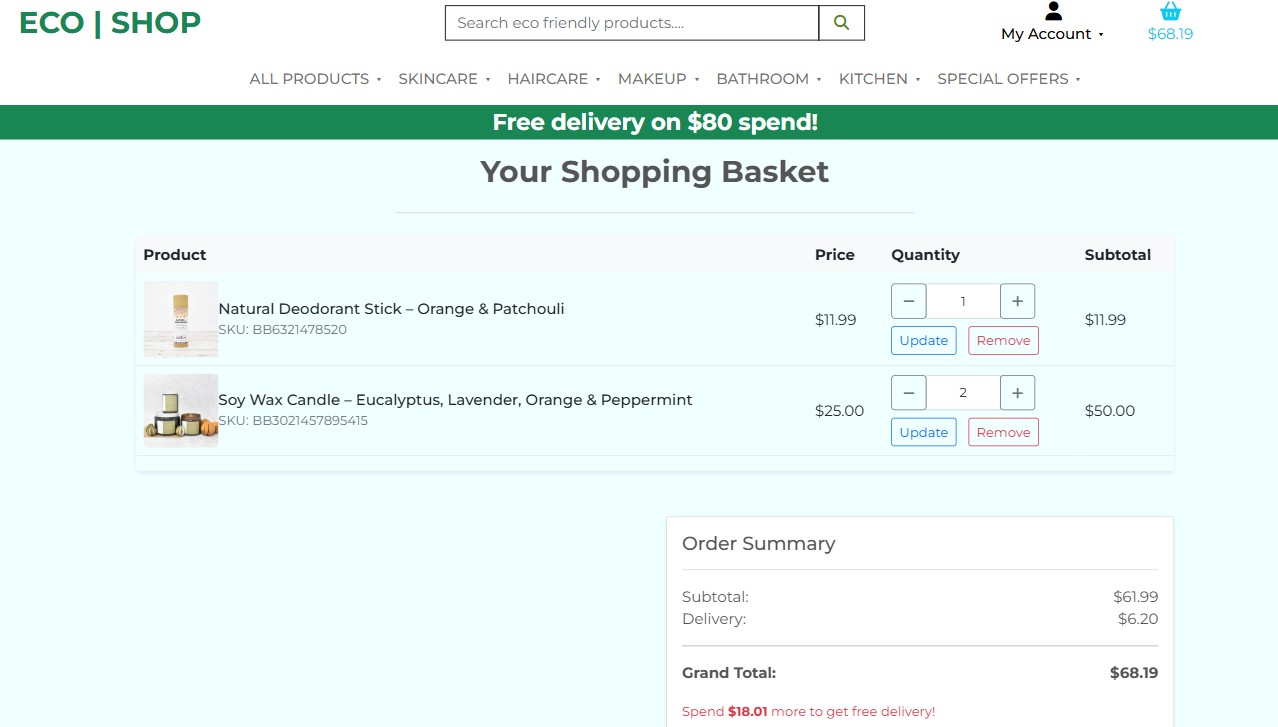 ECO | SHOP
Search eco friendly products....
My Account
$68.19
ALL PRODUCTS SKINCARE HAIRCARE MAKEUP BATHROOM KITCHEN SPECIAL OFFERS
Free delivery on $80 spend!
Your Shopping Basket
Product Price Quantity Subtotal
Natural Deodorant Stick – Orange & Patchouli
SKU: BB6321478520
$11.99
1
Update Remove
$11.99
Soy Wax Candle – Eucalyptus, Lavender, Orange & Peppermint
SKU: BB3021457895415
$25.00
2
Update Remove
$50.00
Order Summary
Subtotal: $61.99
Delivery: $6.20
Grand Total: $68.19
Spend $18.01 more to get free delivery!